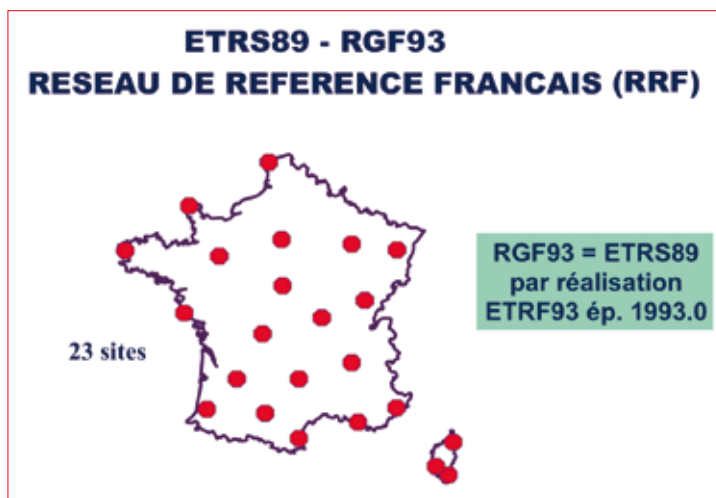 ETRS89 - RGF93
RESEAU DE REFERENCE FRANCAIS (RRF)
RGF93 = ETRS89
par réalisation
ETRF93 ép. 1993.0
23 sites